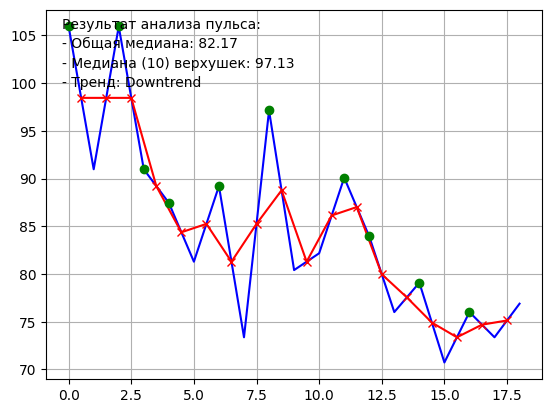 Результат анализа пульса:
- Общая медиана: 82.17
- Медиана (10) верхушек: 97.13
- Тренд: Downtrend
105
100
95
90
85
80
75
70
0.0 2.5 5.0 7.5 10.0 12.5 15.0 17.5